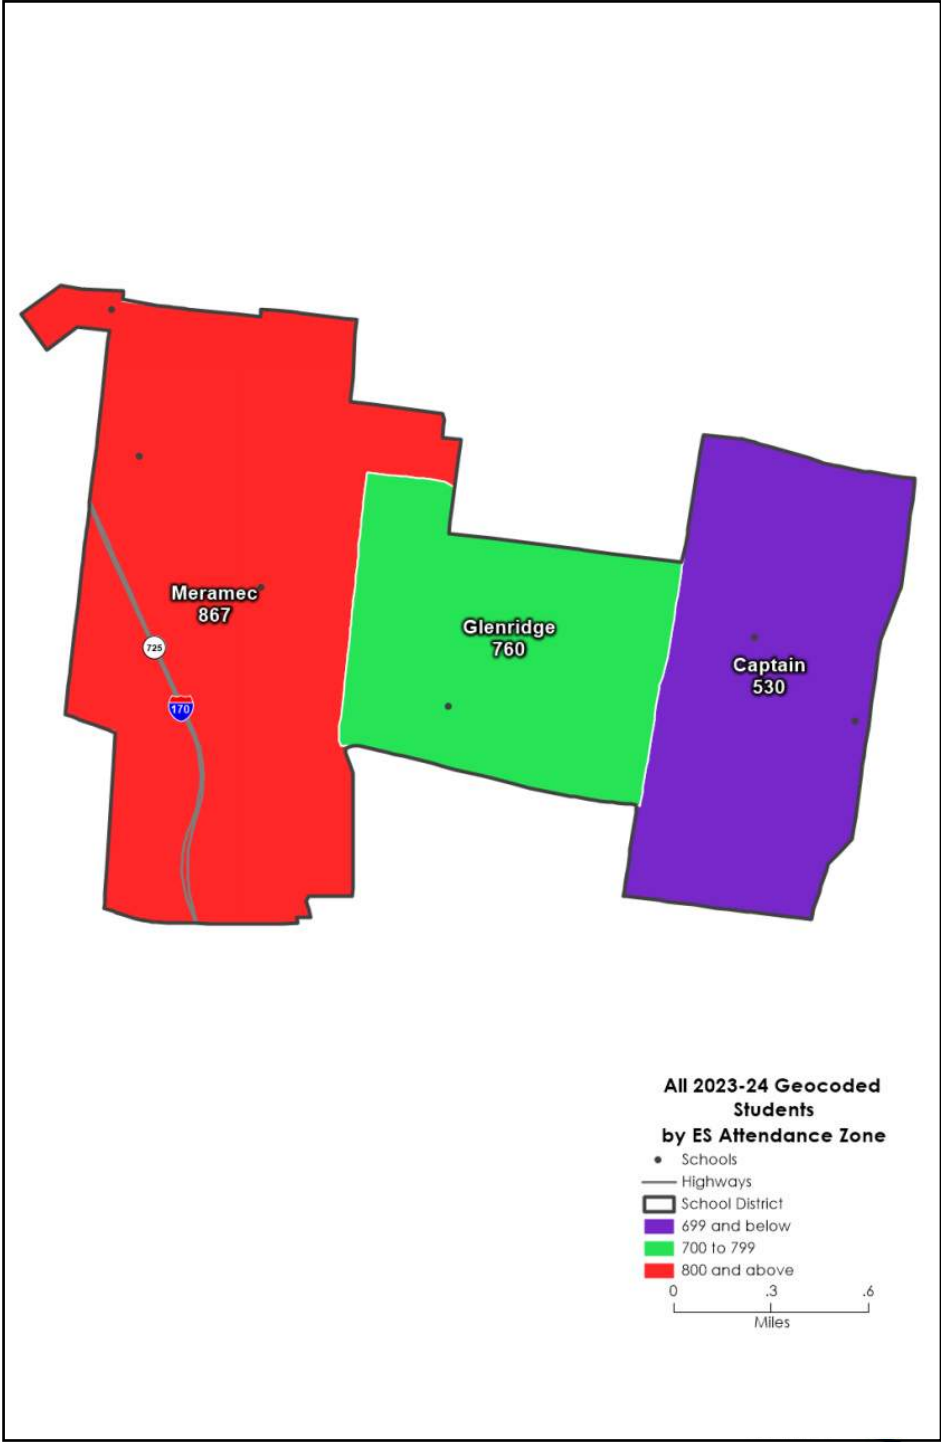 Meramec
867
Glenridge
760
Captain
530
725
170
All 2023-24 Geocoded
Students
by ES Attendance Zone
Schools
Highways
School District
699 and below
700 to 799
800 and above
0 .3 .6
Miles